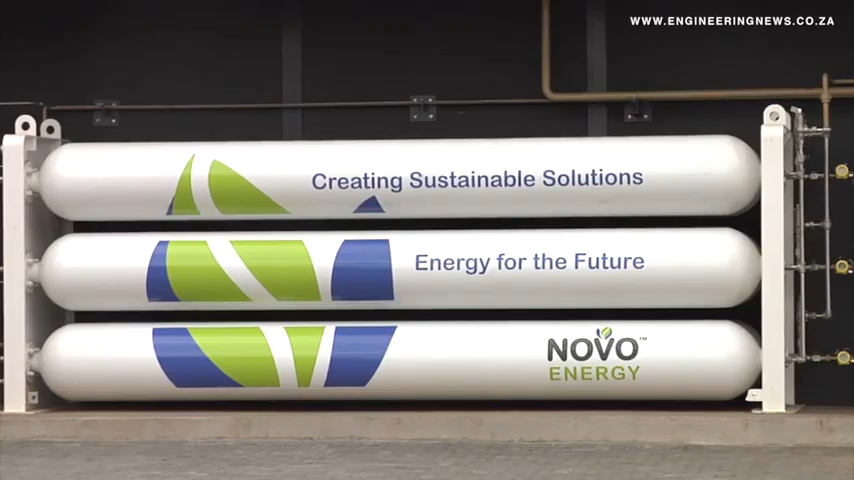 WWW.ENGINEERINGNEWS.CO.ZA
Creating Sustainable Solutions
Energy for the Future
NOVO™
ENERGY